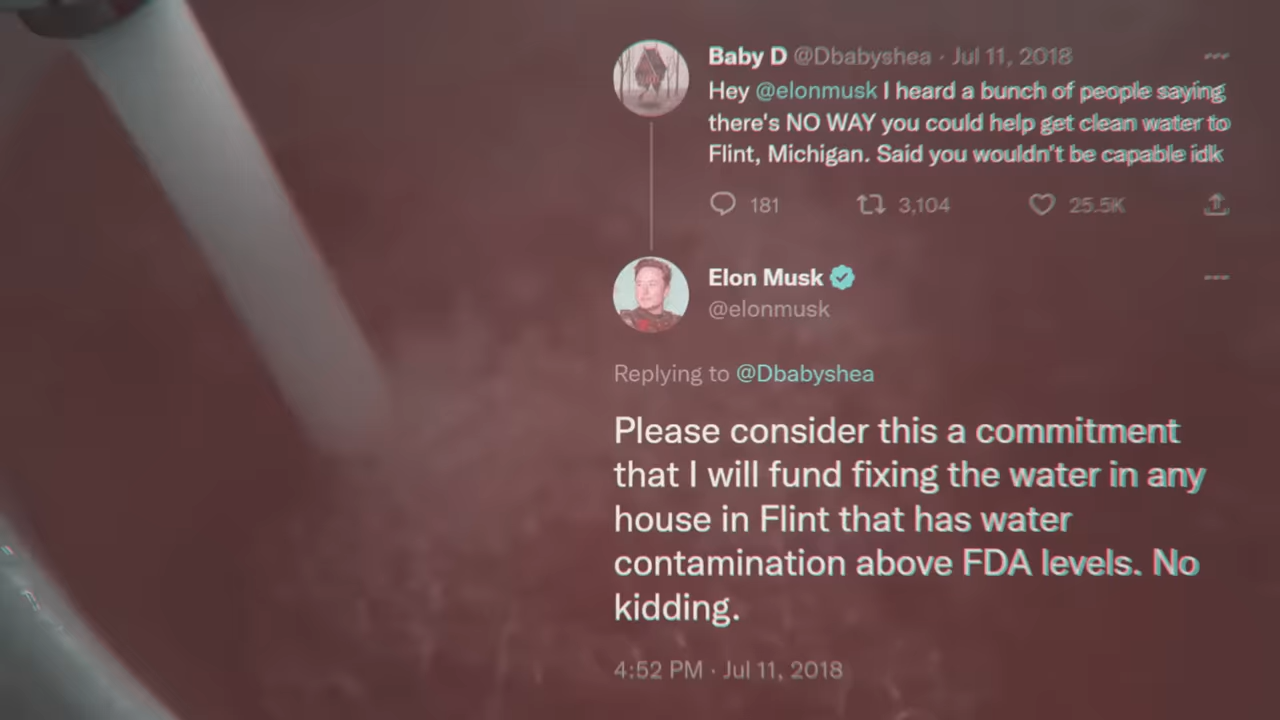 Baby D @Dbabyshea · Jul 11, 2018
Hey @elonmusk I heard a bunch of people saying
there's NO WAY you could help get clean water to
Flint, Michigan. Said you wouldn't be capable idk
181 3,104 25.5K
Elon Musk
@elonmusk
Replying to @Dbabyshea
Please consider this a commitment
that I will fund fixing the water in any
house in Flint that has water
contamination above FDA levels. No
kidding.
4:52 PM · Jul 11, 2018